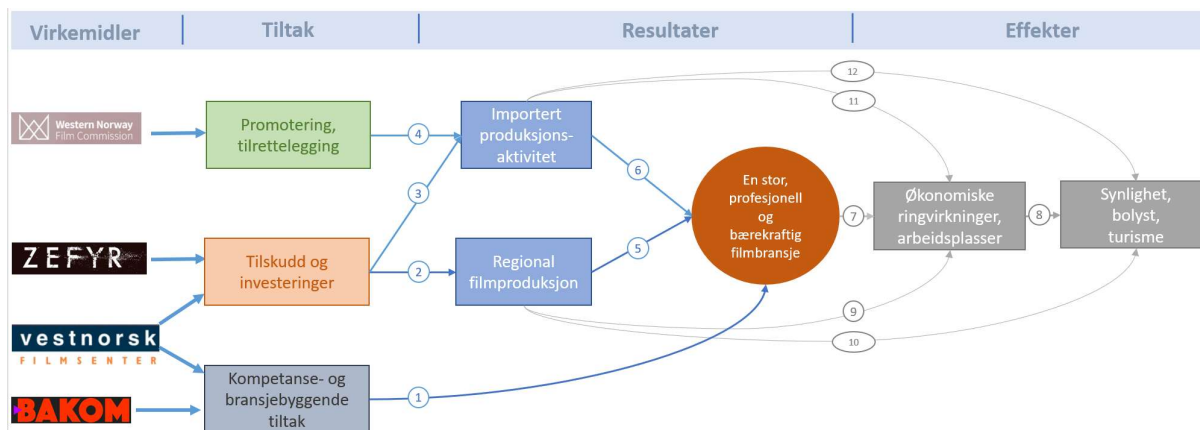 Virkemidler
Tiltak
Resultater
Effekter
12
11
Western Norway
Film Commission
Promotering,
tilrettelegging
4
Importert
produksjons-
aktivitet
3
6
En stor,
profesjonell
og
bærekraftig
filmbransje
7
Økonomiske
ringvirkninger,
arbeidsplasser
8
Synlighet,
bolyst,
turisme
ZEFYR
Tilskudd og
investeringer
2
Regional
filmproduksjon
5
9
10
vestnorsk
FILMSENTER
Kompetanse- og
bransjebyggende
tiltak
1
BAKOM